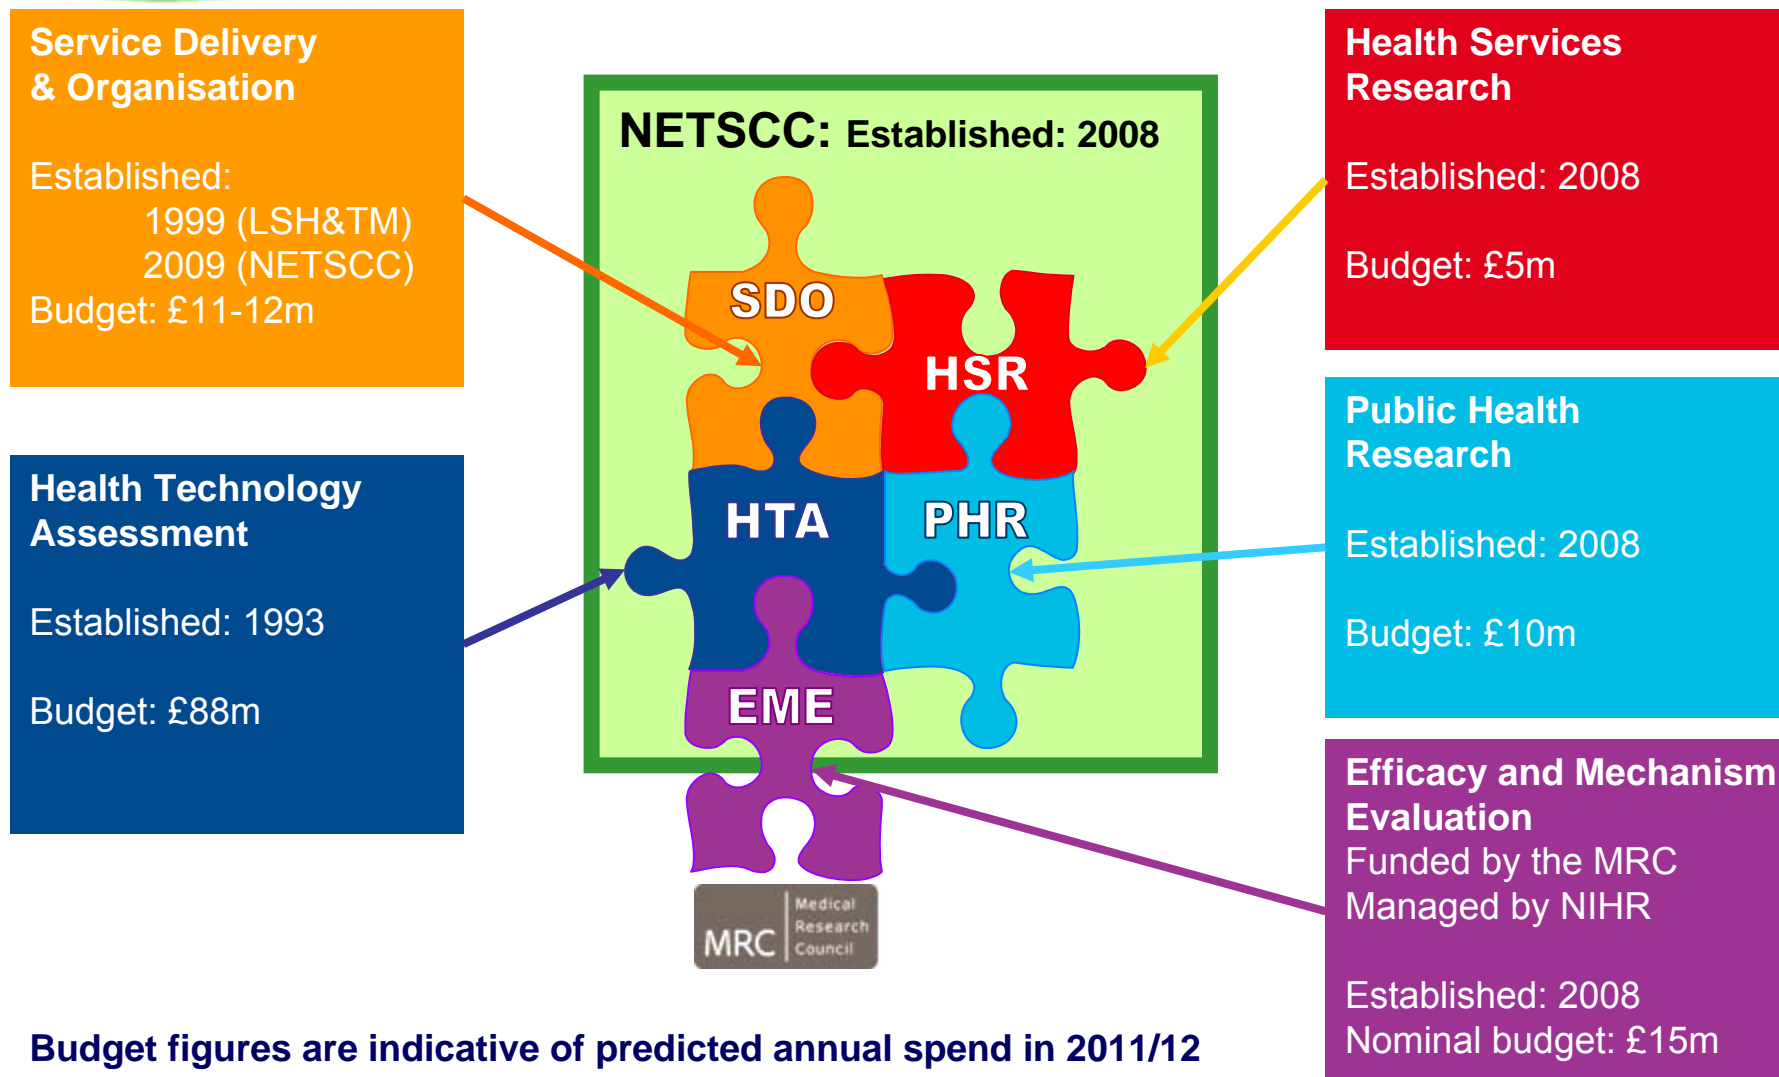 Service Delivery
& Organisation
Established:
1999 (LSH&TM)
2009 (NETSCC)
Budget: £11-12m
Health Technology
Assessment
Established: 1993
Budget: £88m
NETSCC: Established: 2008
SDO
HSR
HTA
PHR
EME
MRC
Medical
Research
Council
Health Services
Research
Established: 2008
Budget: £5m
Public Health
Research
Established: 2008
Budget: £10m
Efficacy and Mechanism
Evaluation
Funded by the MRC
Managed by NIHR
Established: 2008
Nominal budget: £15m
Budget figures are indicative of predicted annual spend in 2011/12